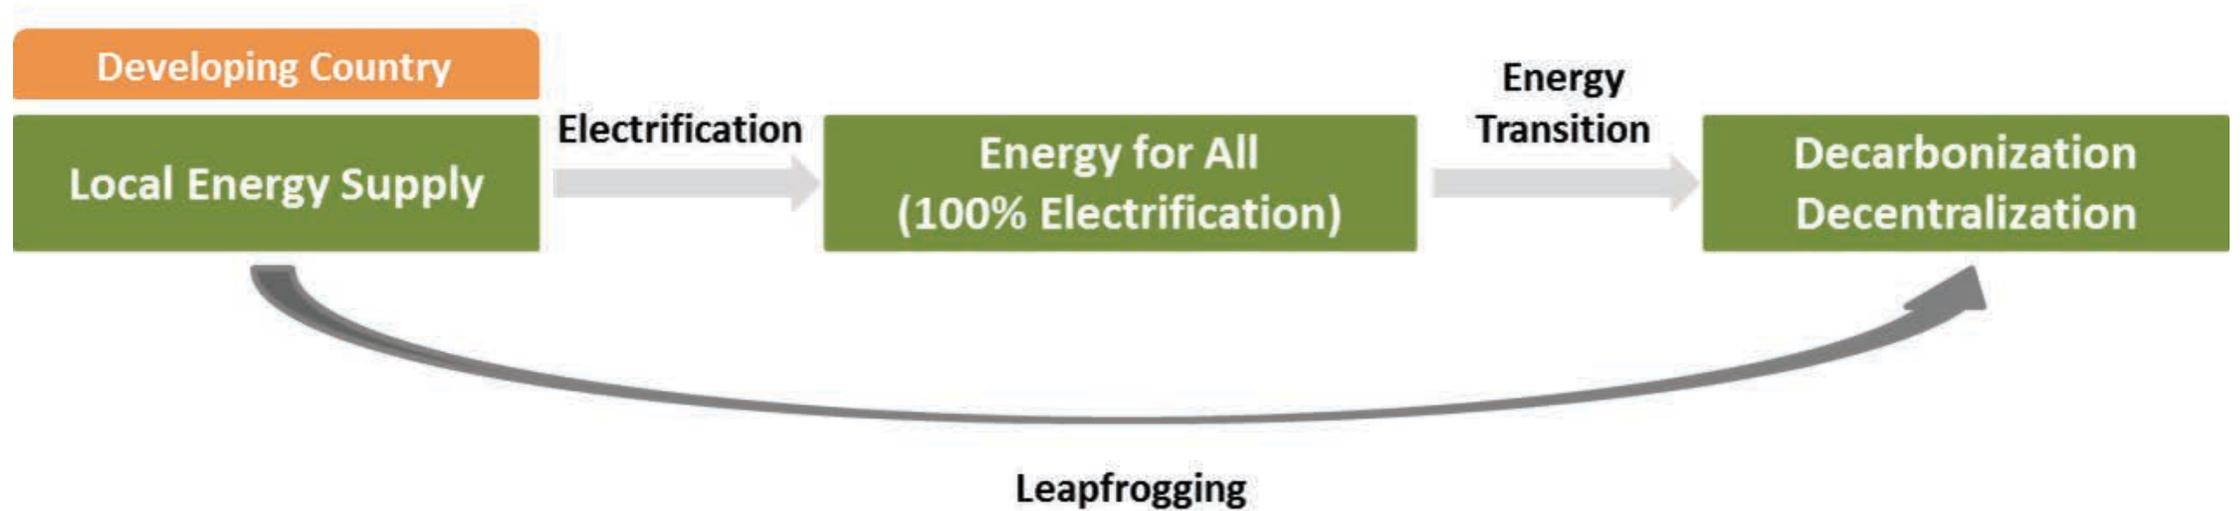 Developing Country
Local Energy Supply
Electrification
Energy for All
(100% Electrification)
Energy
Transition
Decarbonization
Decentralization
Leapfrogging